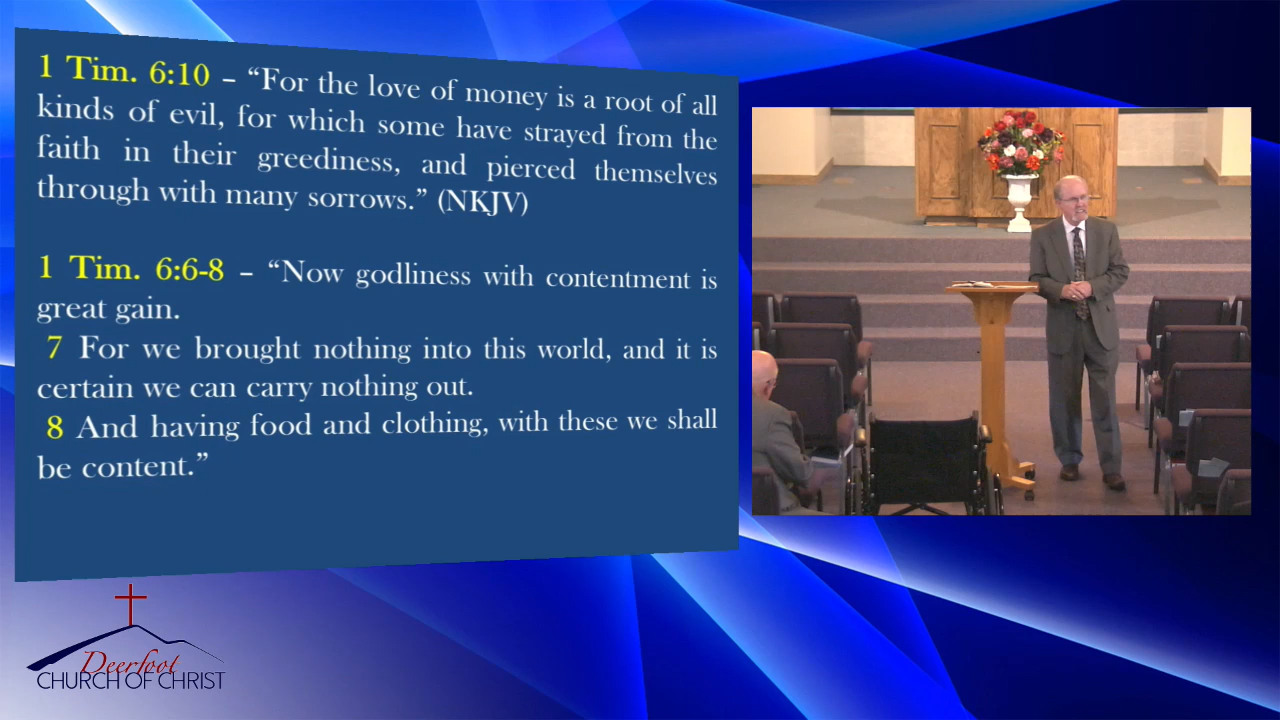 1 Tim. 6:10 – “For the love of money is a root of all
kinds of evil, for which some have strayed from the
faith in their greediness, and pierced themselves
through with many sorrows.” (NKJV)
1 Tim. 6:6-8 – “Now godliness with contentment is
great gain.
7 For we brought nothing into this world, and it is
certain we can carry nothing out.
8 And having food and clothing, with these we shall
be content.”
Deerfoot
CHURCH OF CHRIST